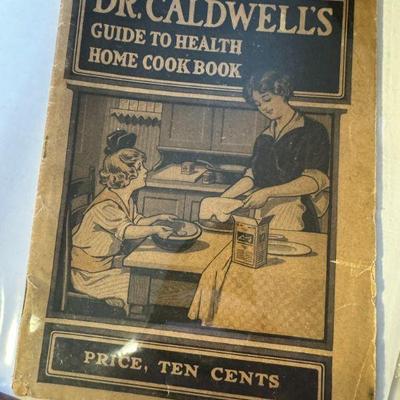 DR. CALDWELL'S
GUIDE TO HEALTH
HOME COOK BOOK
PRICE, TEN CENTS